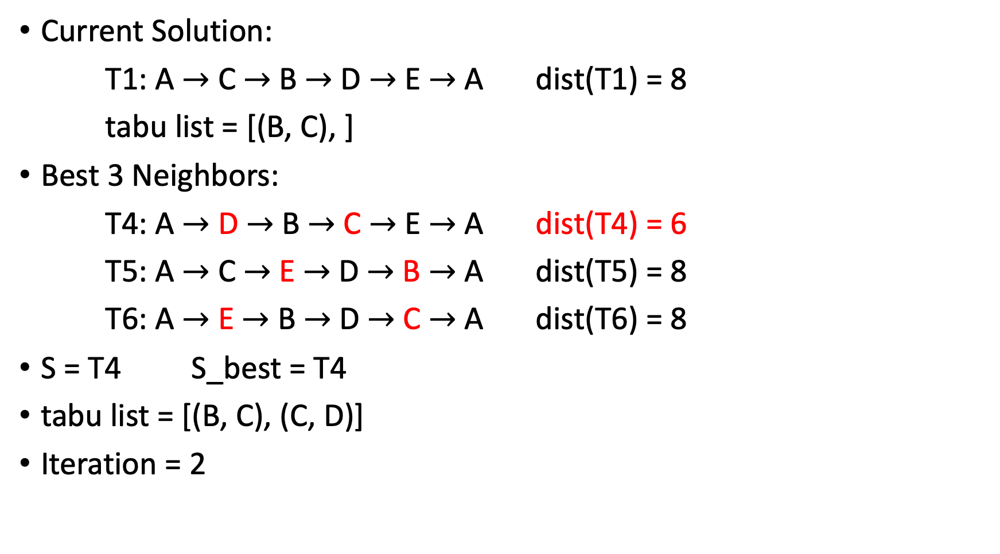 • Current Solution:
T1: A → C → B → D → E → A dist(T1) = 8
tabu list = [(B, C), ]
• Best 3 Neighbors:
T4: A → D → B → C → E → A dist(T4) = 6
T5: A → C → E → D → B → A dist(T5) = 8
T6: A → E → B → D → C → A dist(T6) = 8
• S = T4 S_best = T4
• tabu list = [(B, C), (C, D)]
• Iteration = 2